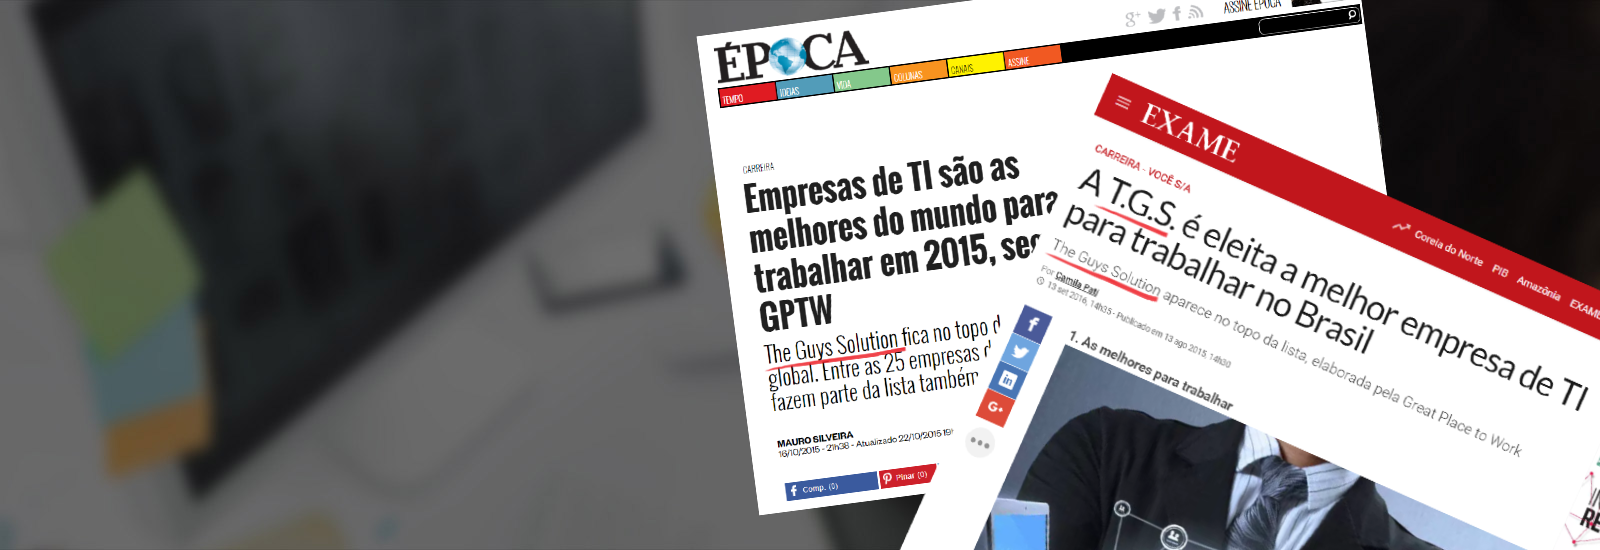 ASSINE ÉPOCA
ÉPOCA
TEMPO IDEIAS VIDA COLUNAS CANAIS ASSINE
CARREIRA
Empresas de TI são as
melhores do mundo para
trabalhar em 2015, seg
GPTW
The Guys Solution fica no topo d
global. Entre as 25 empresas
fazem parte da lista também
MAURO SILVEIRA
16/10/2015 - 21h38 - Atualizado 22/10/2015 19
Comp. (0) Pinar (0)
EXAME
Coreia do Norte PIB Amazônia EXAME
CARREIRA - VOCÊ S/A
A T.G.S. é eleita a melhor empresa de TI
para trabalhar no Brasil
The Guys Solution aparece no topo da lista, elaborada pela Great Place to Work
Por Camila Pati
13 set 2016, 14h35 - Publicado em 13 ago 2015, 14h30
1. As melhores para trabalhar